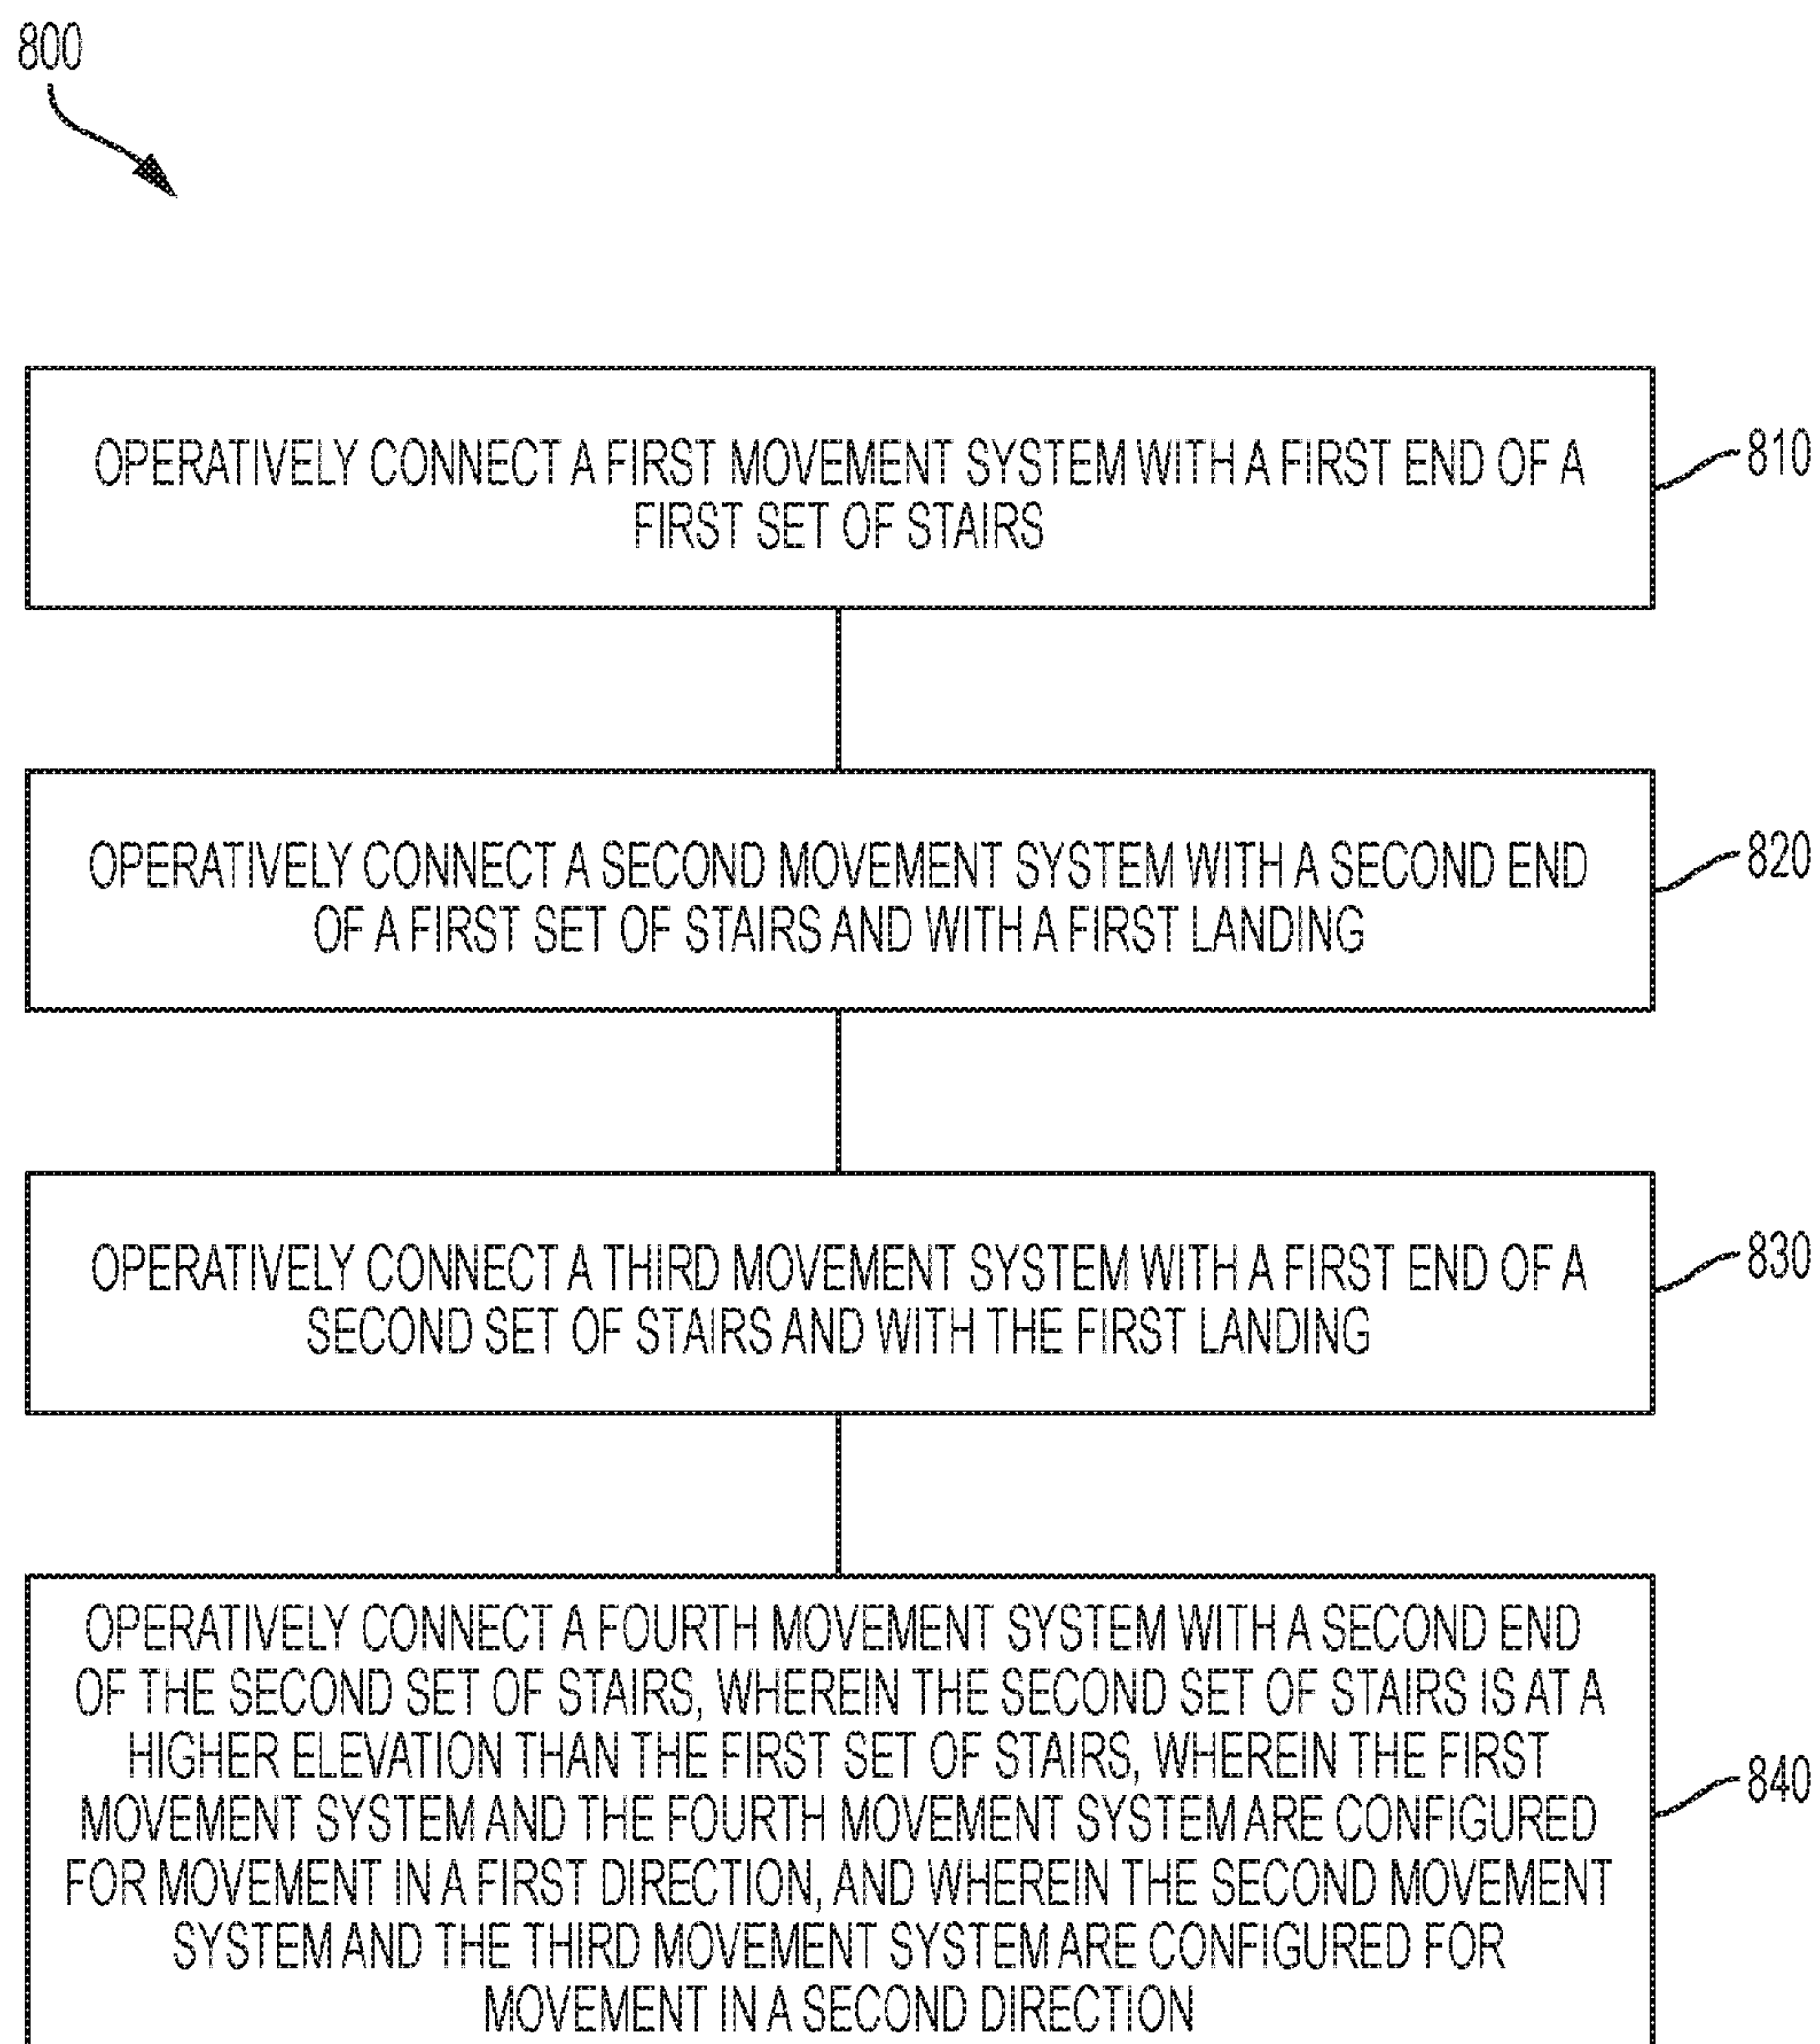 800
OPERATIVELY CONNECT A FIRST MOVEMENT SYSTEM WITH A FIRST END OF A
FIRST SET OF STAIRS
810
OPERATIVELY CONNECT A SECOND MOVEMENT SYSTEM WITH A SECOND END
OF A FIRST SET OF STAIRS AND WITH A FIRST LANDING
820
OPERATIVELY CONNECT A THIRD MOVEMENT SYSTEM WITH A FIRST END OF A
SECOND SET OF STAIRS AND WITH THE FIRST LANDING
830
OPERATIVELY CONNECT A FOURTH MOVEMENT SYSTEM WITH A SECOND END
OF THE SECOND SET OF STAIRS, WHEREIN THE SECOND SET OF STAIRS IS AT A
HIGHER ELEVATION THAN THE FIRST SET OF STAIRS, WHEREIN THE FIRST
MOVEMENT SYSTEM AND THE FOURTH MOVEMENT SYSTEM ARE CONFIGURED
FOR MOVEMENT IN A FIRST DIRECTION, AND WHEREIN THE SECOND MOVEMENT
SYSTEM AND THE THIRD MOVEMENT SYSTEM ARE CONFIGURED FOR
MOVEMENT IN A SECOND DIRECTION
840